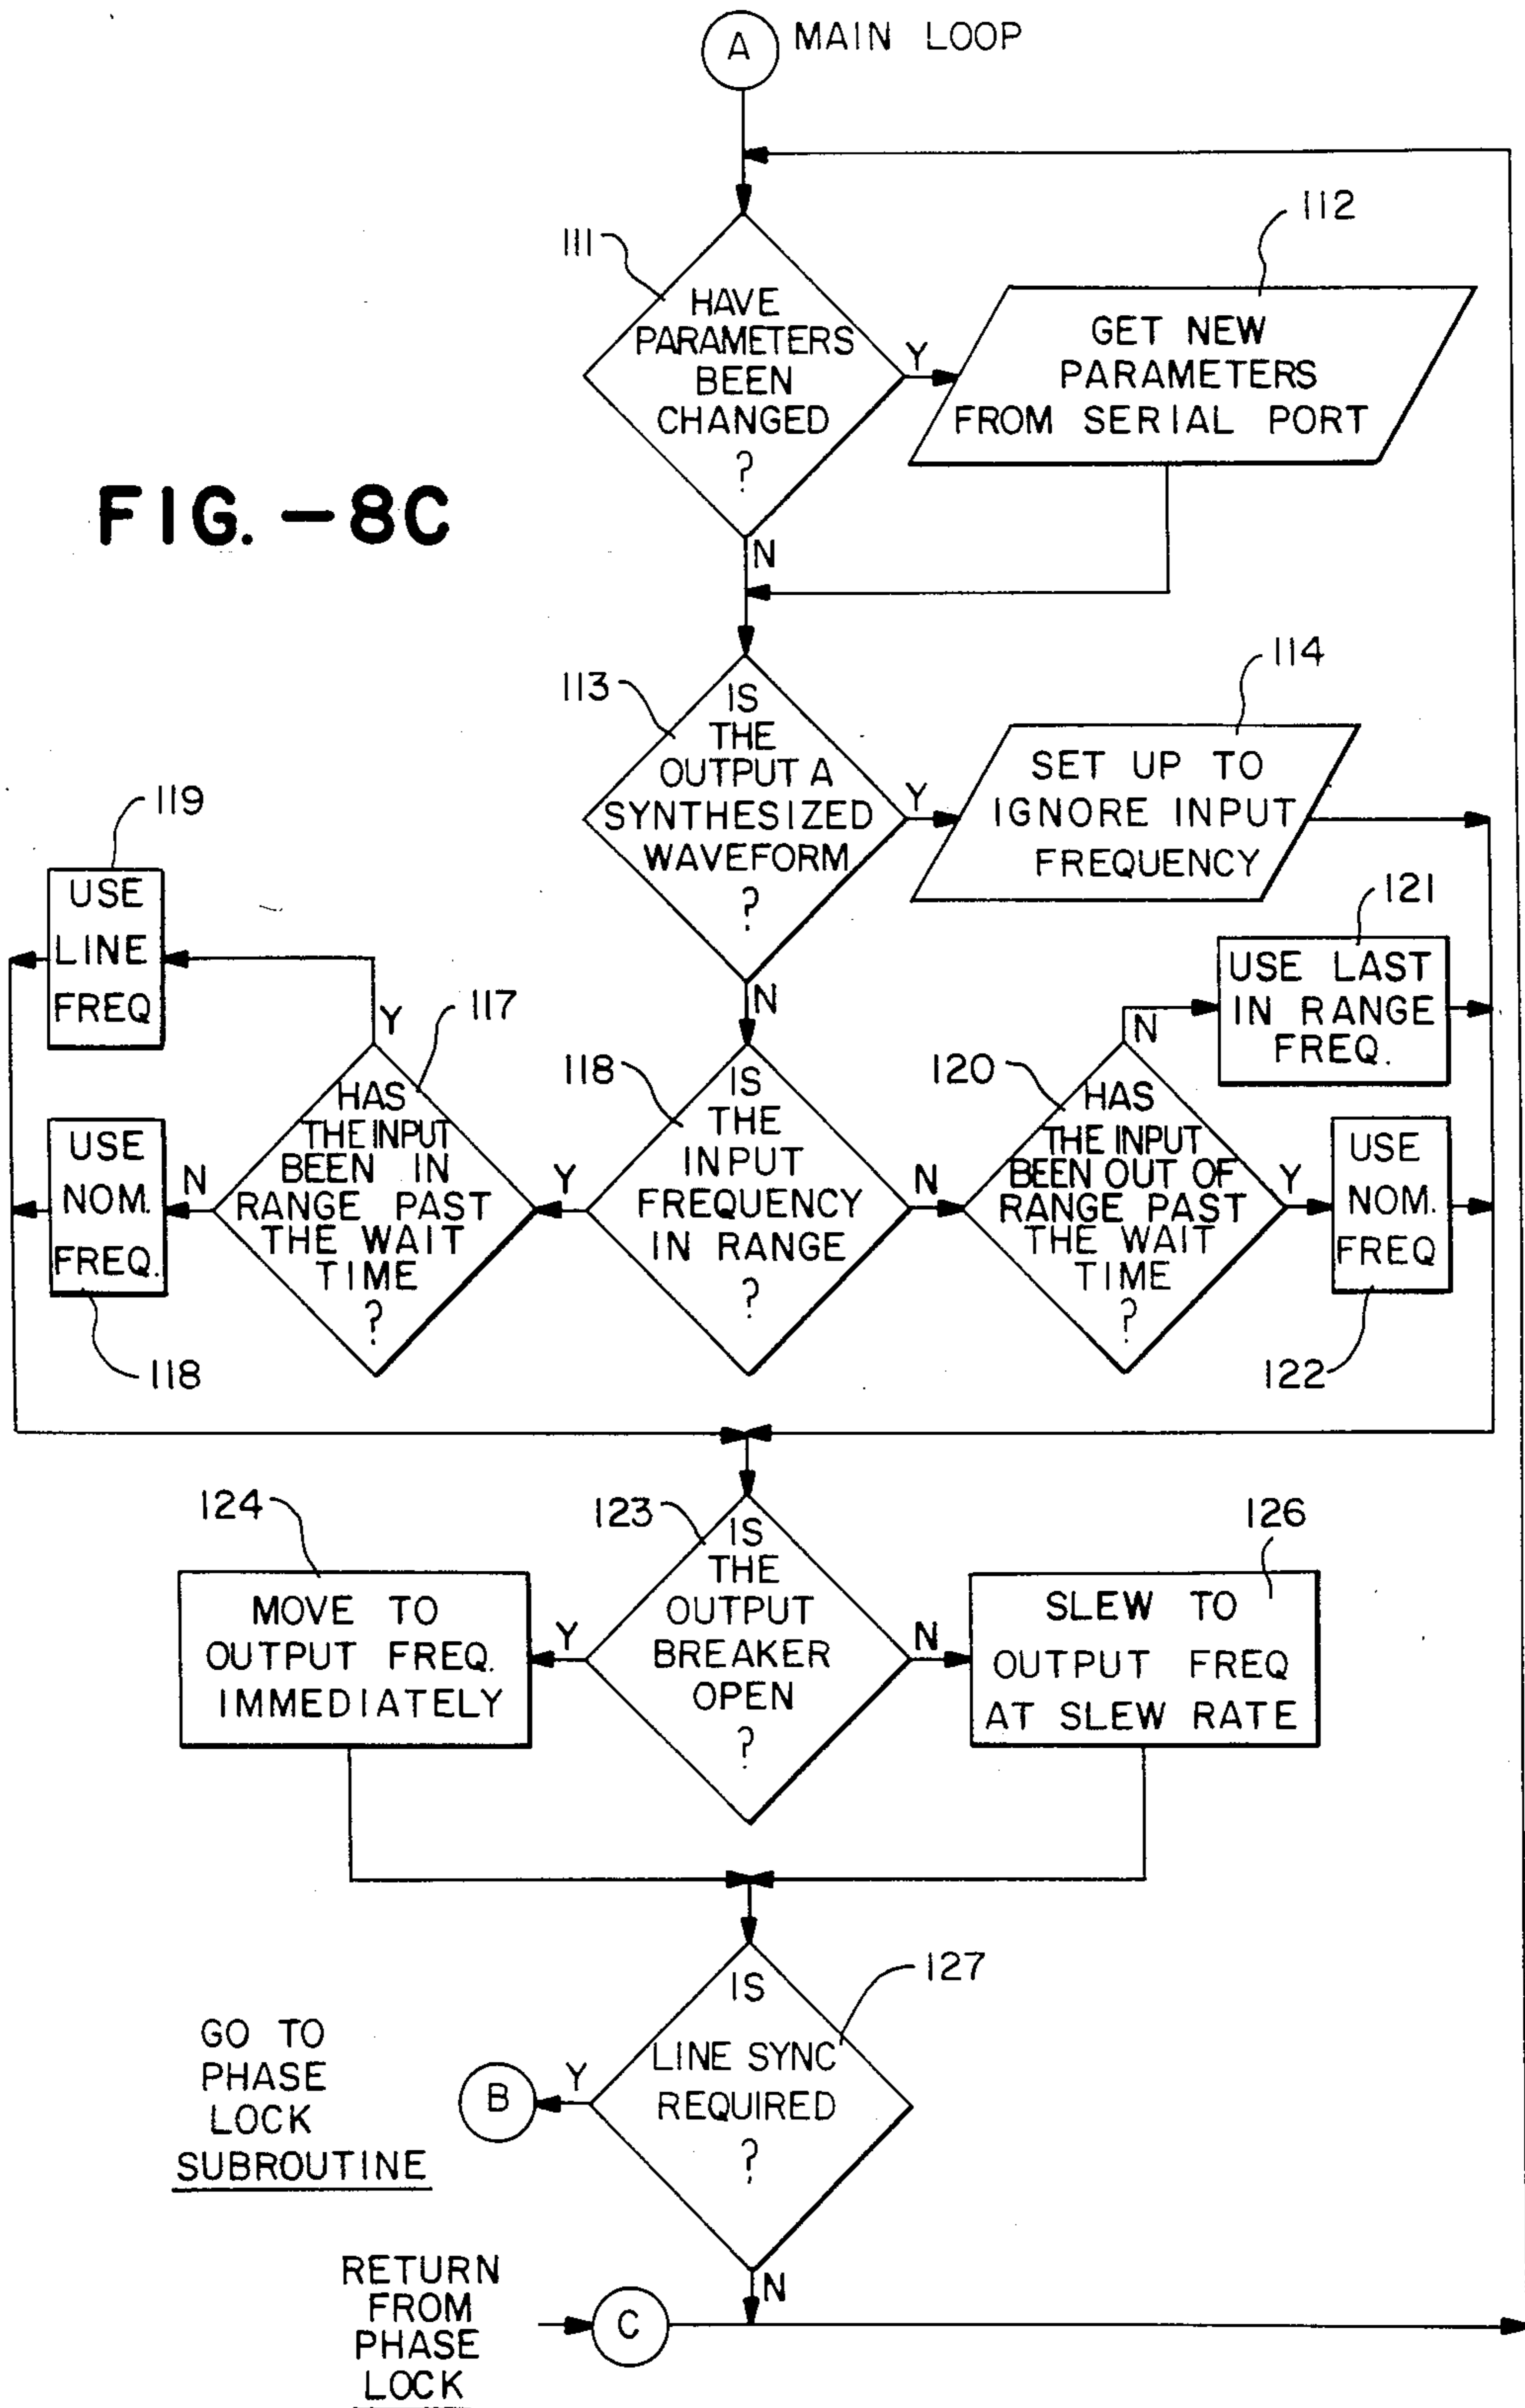 A MAIN LOOP
112
111
HAVE
PARAMETERS
BEEN
CHANGED
?
Y
GET NEW
PARAMETERS
FROM SERIAL PORT
FIG. -8C
N
114
113
IS
THE
OUTPUT A
SYNTHESIZED
WAVEFORM
?
Y
SET UP TO
IGNORE INPUT
FREQUENCY
119
USE
LINE
FREQ
Y
117
N
121
USE LAST
IN RANGE
FREQ.
N
118
IS
THE
INPUT
FREQUENCY
IN RANGE
?
120
HAS
THE INPUT
BEEN OUT OF
RANGE PAST
THE WAIT
TIME
?
HAS
THE INPUT
BEEN IN
RANGE PAST
THE WAIT
TIME
?
USE
NOM.
FREQ.
N
Y
N
Y
USE
NOM.
FREQ
118
122
124
123
126
IS
THE
OUTPUT
BREAKER
OPEN
?
MOVE TO
OUTPUT FREQ.
IMMEDIATELY
Y
N
SLEW TO
OUTPUT FREQ
AT SLEW RATE
127
IS
LINE SYNC
REQUIRED
?
GO TO
PHASE
LOCK
SUBROUTINE
B
Y
N
RETURN
FROM
PHASE
LOCK
C